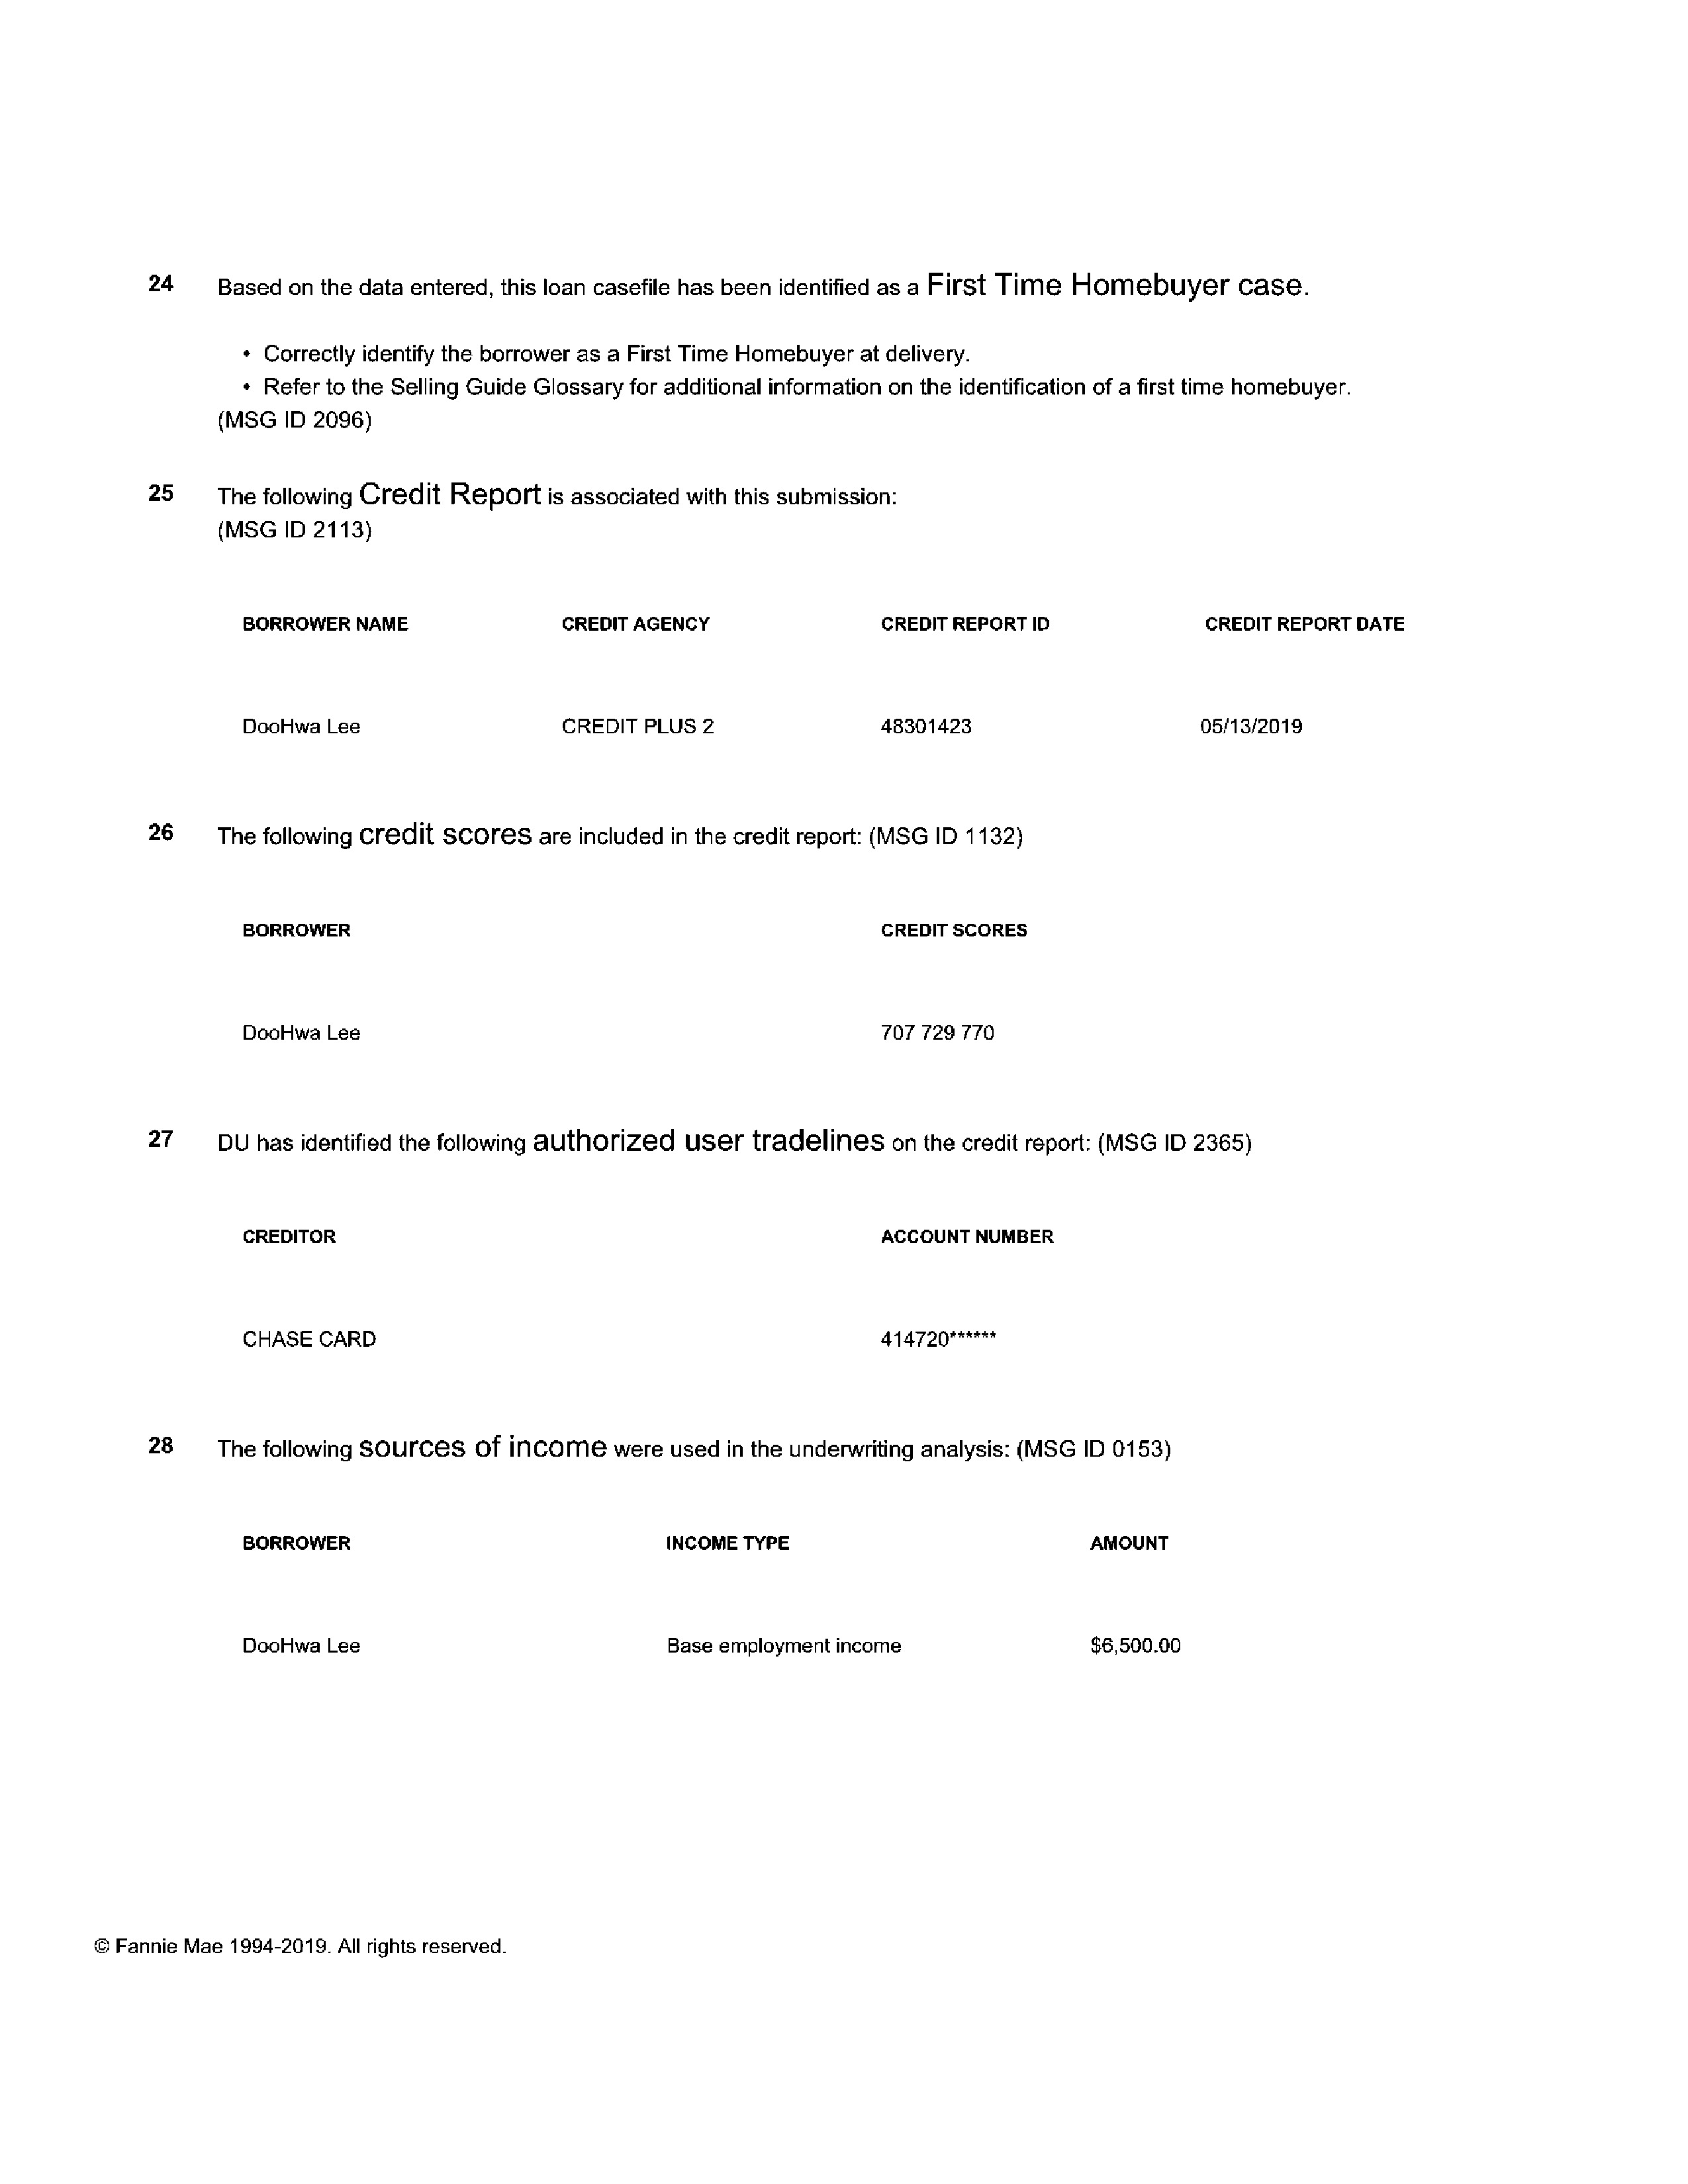 24 Based on the data entered, this loan casefile has been identified as a First Time Homebuyer case.
• Correctly identify the borrower as a First Time Homebuyer at delivery.
• Refer to the Selling Guide Glossary for additional information on the identification of a first time homebuyer.
(MSG ID 2096)
25 The following Credit Report is associated with this submission:
(MSG ID 2113)
BORROWER NAME CREDIT AGENCY CREDIT REPORT ID CREDIT REPORT DATE
DooHwa Lee CREDIT PLUS 2 48301423 05/13/2019
26 The following credit scores are included in the credit report: (MSG ID 1132)
BORROWER CREDIT SCORES
DooHwa Lee 707 729 770
27 DU has identified the following authorized user tradelines on the credit report: (MSG ID 2365)
CREDITOR ACCOUNT NUMBER
CHASE CARD 414720******
28 The following sources of income were used in the underwriting analysis: (MSG ID 0153)
BORROWER INCOME TYPE AMOUNT
DooHwa Lee Base employment income $6,500.00
© Fannie Mae 1994-2019. All rights reserved.